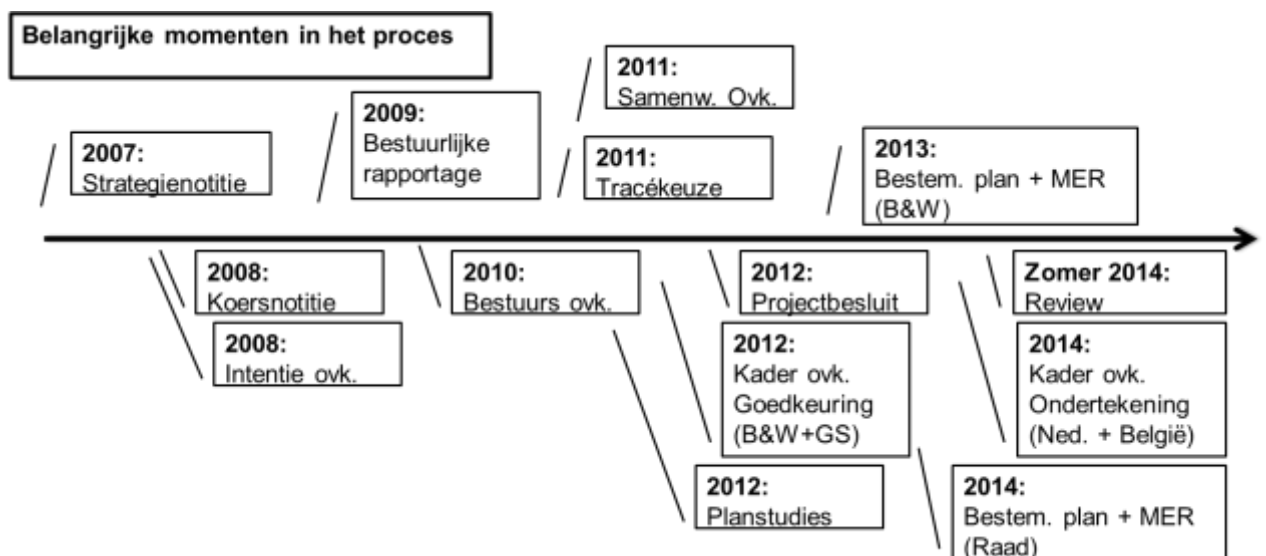 Belangrijke momenten in het proces
2007:
Strategienotitie
2009:
Bestuurlijke
rapportage
2011:
Samenw. Ovk.
2011:
Tracékeuze
2013:
Bestem. plan + MER
(B&W)
2008:
Koersnotitie
2008:
Intentie ovk.
2010:
Bestuurs ovk.
2012:
Projectbesluit
2012:
Kader ovk.
Goedkeuring
(B&W+GS)
2012:
Planstudies
Zomer 2014:
Review
2014:
Kader ovk.
Ondertekening
(Ned. + België)
2014:
Bestem. plan + MER
(Raad)